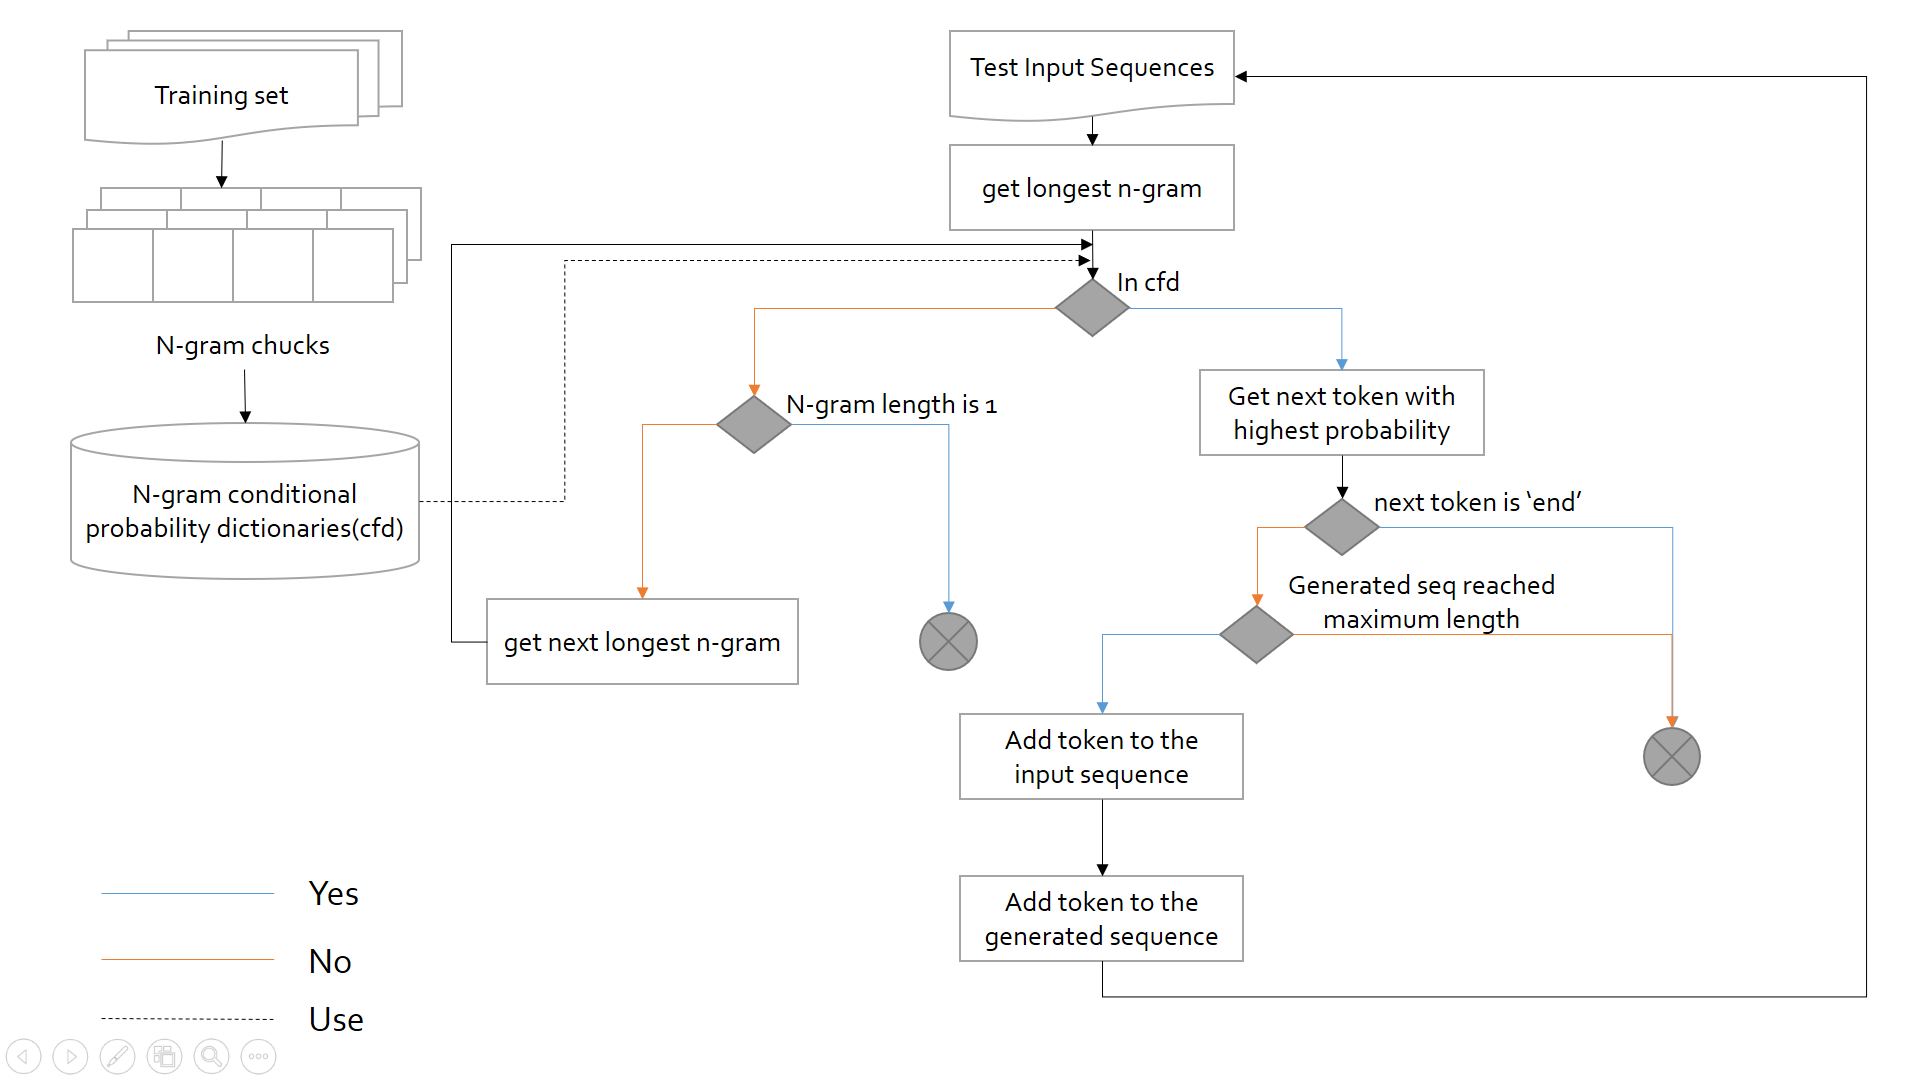 Training set
N-gram chucks
N-gram conditional
probability dictionaries(cfd)
Test Input Sequences
get longest n-gram
In cfd
N-gram length is 1
get next longest n-gram
Get next token with
highest probability
next token is ‘end’
Generated seq reached
maximum length
Add token to the
input sequence
Add token to the
generated sequence
Yes
No
Use